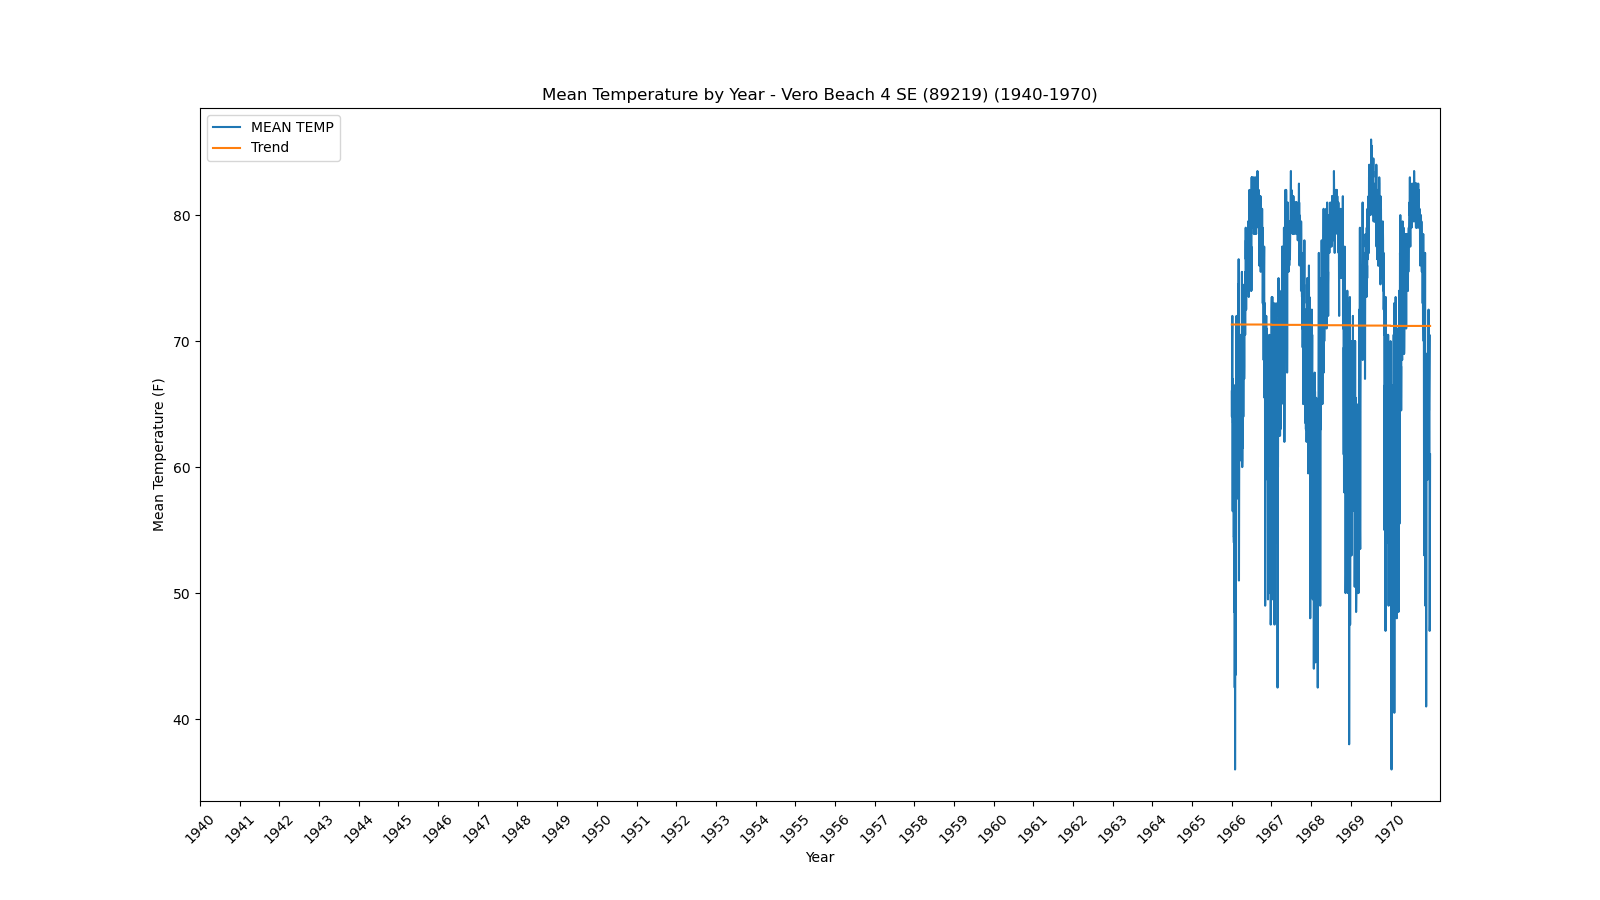 Mean Temperature by Year - Vero Beach 4 SE (89219) (1940-1970)
MEAN TEMP
Trend
80
70
60
50
40
Mean Temperature (F)
1940 1941 1942 1943 1944 1945 1946 1947 1948 1949 1950 1951 1952 1953 1954 1955 1956 1957 1958 1959 1960 1961 1962 1963 1964 1965 1966 1967 1968 1969 1970
Year